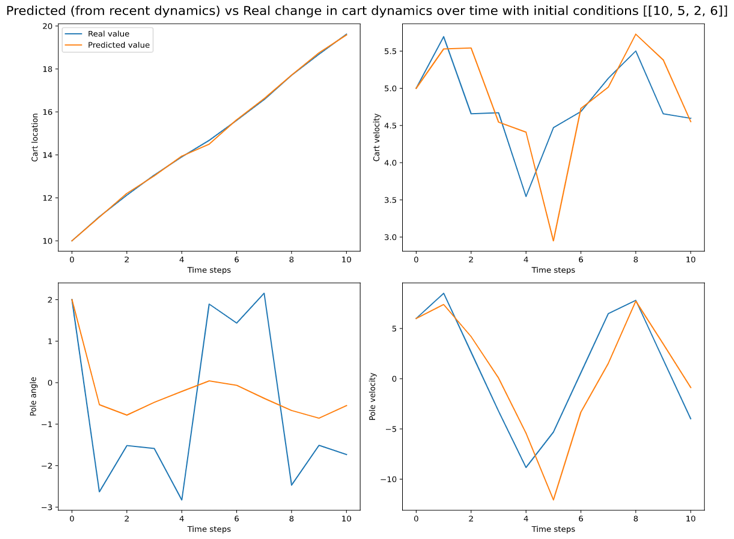 Predicted (from recent dynamics) vs Real change in cart dynamics over time with initial conditions [[10, 5, 2, 6]]
Real value
Predicted value
20
18
16
14
12
10
Cart location
0 2 4 6 8 10
Time steps
5.5
5.0
4.5
4.0
3.5
3.0
Cart velocity
0 2 4 6 8 10
Time steps
2
1
0
−1
−2
−3
Pole angle
0 2 4 6 8 10
Time steps
5
0
−5
−10
Pole velocity
0 2 4 6 8 10
Time steps